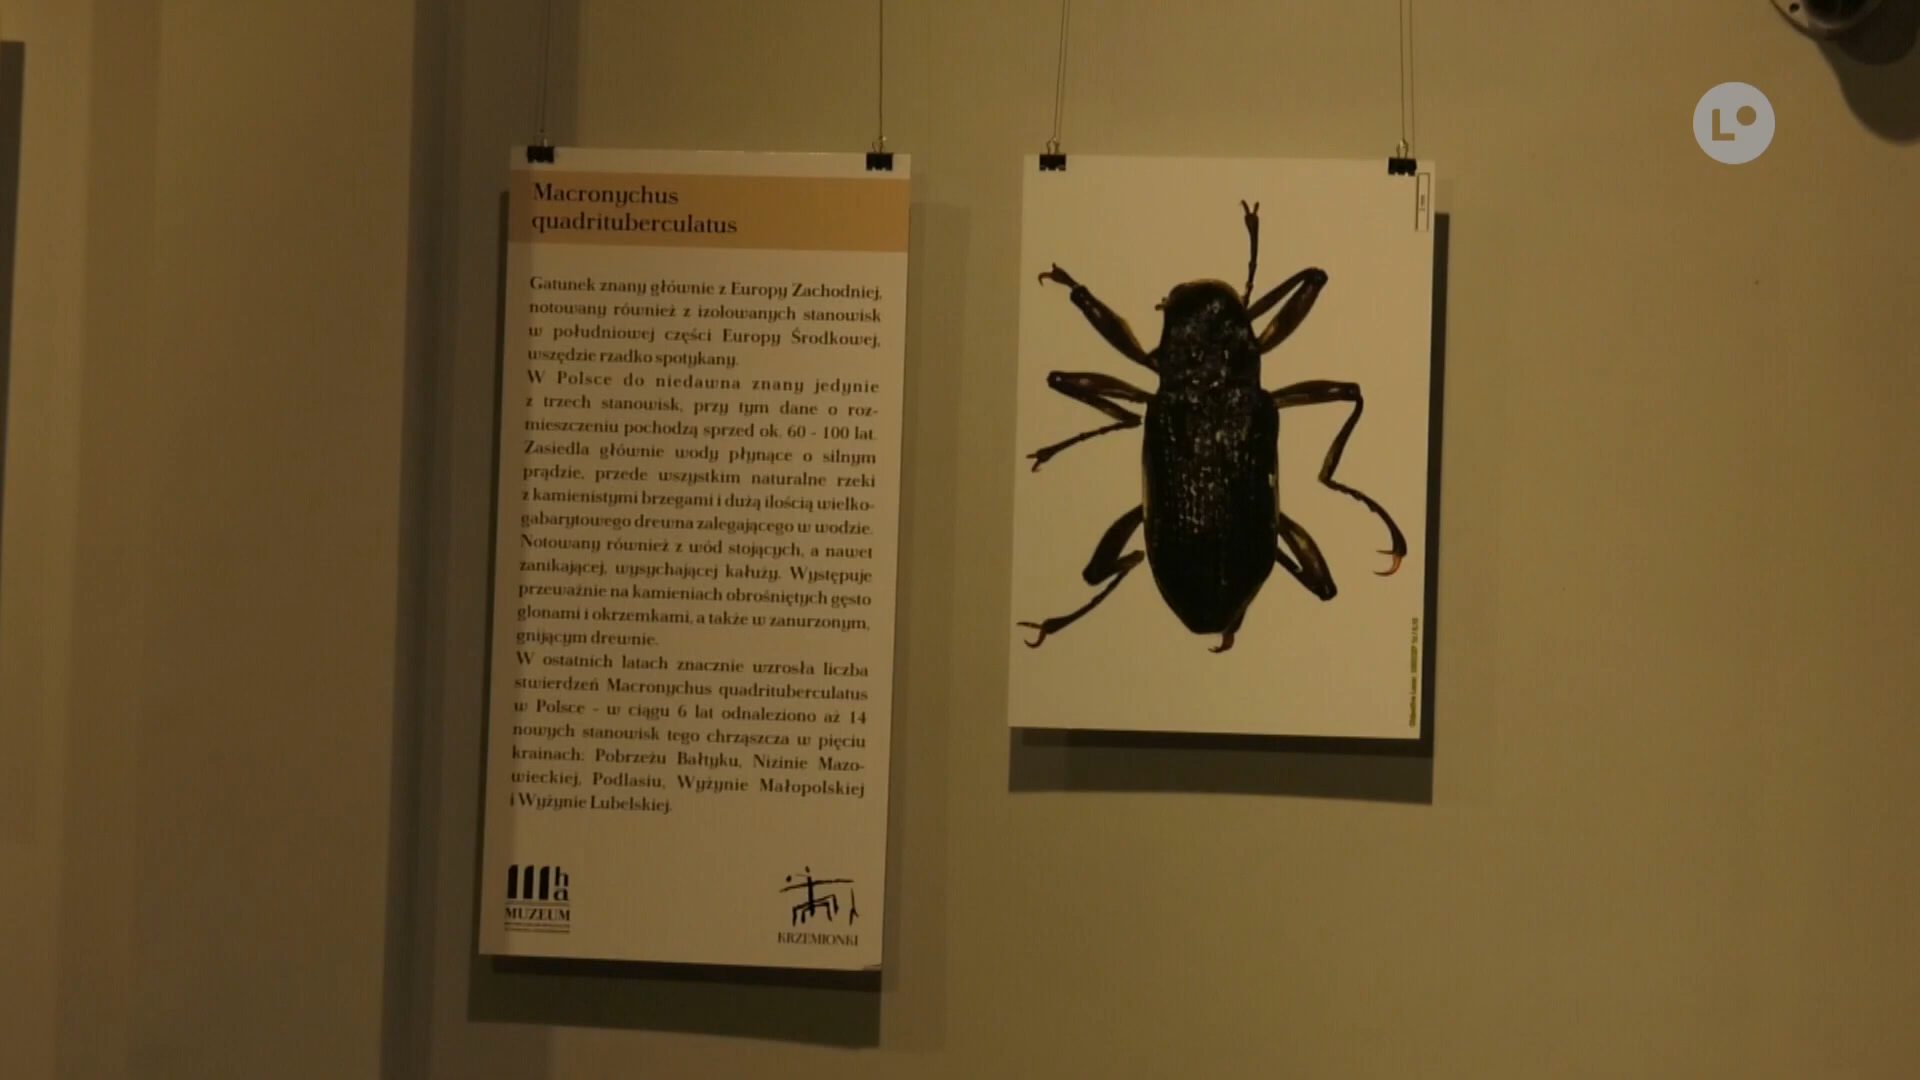 Macronychus
quadrituberculatus
Gatunek znany głównie z Europy Zachodniej,
notowany również z izolowanych stanowisk
w południowej części Europy Środkowej,
wszędzie rzadko spotykany.
W Polsce do niedawna znany jedynie
z trzech stanowisk, przy tym dane o roz-
mieszczeniu pochodzą sprzed ok. 60 - 100 lat.
Zasiedla głównie wody płynące o silnym
prądzie, przede wszystkim naturalne rzeki
z kamienistymi brzegami i dużą ilością wielko-
gabarytowego drewna zalegającego w wodzie.
Notowany również z wód stojących, a nawet
zanikającej, wysychającej kałuży. Występuje
przeważnie na kamieniach obrośniętych gęsto
glonami i okrzemkami, a także w zanurzonym,
gnijącym drewnie.
W ostatnich latach znacznie wzrosła liczba
stwierdzeń Macronychus quadrituberculatus
w Polsce - w ciągu 6 lat odnaleziono aż 14
nowych stanowisk tego chrząszcza w pięciu
krainach: Pobrzeżu Bałtyku, Nizinie Mazo-
wieckiej, Podlasiu, Wyżynie Małopolskiej
i Wyżynie Lubelskiej.
mha
MUZEUM
KRZEMIONKI
LO